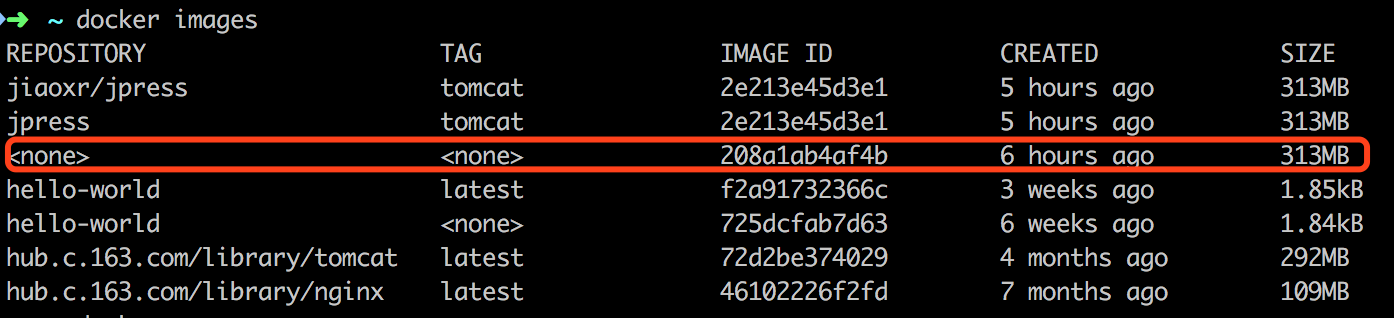 ➜ ~ docker images
REPOSITORY TAG IMAGE ID CREATED SIZE
jiaoxr/jpress tomcat 2e213e45d3e1 5 hours ago 313MB
jpress tomcat 2e213e45d3e1 5 hours ago 313MB
<none> <none> 208a1ab4af4b 6 hours ago 313MB
hello-world latest f2a91732366c 3 weeks ago 1.85kB
hello-world <none> 725dcfab7d63 6 weeks ago 1.84kB
hub.c.163.com/library/tomcat latest 72d2be374029 4 months ago 292MB
hub.c.163.com/library/nginx latest 46102226f2fd 7 months ago 109MB